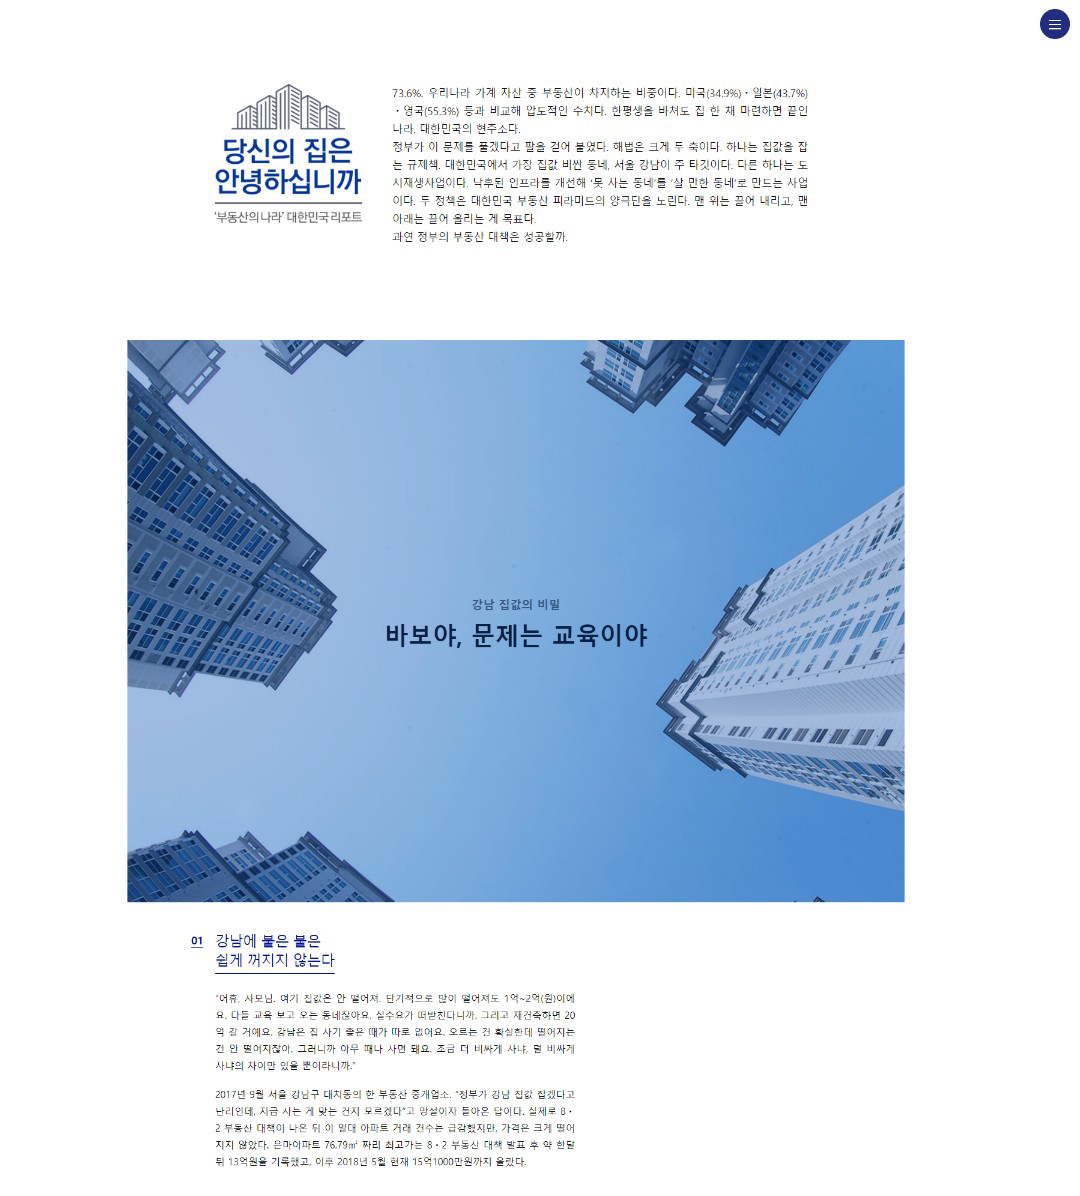 당신의 집은
안녕하십니까
'부동산의 나라' 대한민국 리포트
73.6%. 우리나라 가계 자산 중 부동산이 차지하는 비중이다. 미국(34.9%)·일본(43.7%)
·영국(55.3%) 등과 비교해 압도적인 수치다. 한평생을 바쳐도 집 한 채 마련하면 끝인
나라. 대한민국의 현주소다.
정부가 이 문제를 풀겠다고 팔을 걷어 붙였다. 해법은 크게 두 축이다. 하나는 집값을 잡
는 규제책. 대한민국에서 가장 집값 비싼 동네, 서울 강남이 주 타깃이다. 다른 하나는 도
시재생사업이다. 낙후된 인프라를 개선해 '못 사는 동네'를 '살 만한 동네'로 만드는 사업
이다. 두 정책은 대한민국 부동산 피라미드의 양극단을 노린다. 맨 위는 끌어 내리고, 맨
아래는 끌어 올리는 게 목표다.
과연 정부의 부동산 대책은 성공할까.
강남 집값의 비밀
바보야, 문제는 교육이야
01 강남에 붙은 불은
쉽게 꺼지지 않는다
"어휴, 사모님. 여기 집값은 안 떨어져. 단기적으로 많이 떨어져도 1억~2억(원)이에
요. 다들 교육 보고 오는 동네잖아요. 실수요가 떠받친다니까. 그리고 재건축하면 20
억 갈 거예요. 강남은 집 사기 좋은 때가 따로 없어요. 오르는 건 확실한데 떨어지는
건 안 떨어지잖아. 그러니까 아무 때나 사면 돼요. 조금 더 비싸게 사냐, 덜 비싸게
사냐의 차이만 있을 뿐이라니까."
2017년 9월 서울 강남구 대치동의 한 부동산 중개업소. "정부가 강남 집값 잡겠다고
난리인데, 지금 사는 게 맞는 건지 모르겠다"고 망설이자 돌아온 답이다. 실제로 8·
2 부동산 대책이 나온 뒤 이 일대 아파트 거래 건수는 급감했지만, 가격은 크게 떨어
지지 않았다. 은마아파트 76.79㎡ 짜리 최고가는 8·2 부동산 대책 발표 후 약 한달
뒤 13억원을 기록했고, 이후 2018년 5월 현재 15억1000만원까지 올랐다.